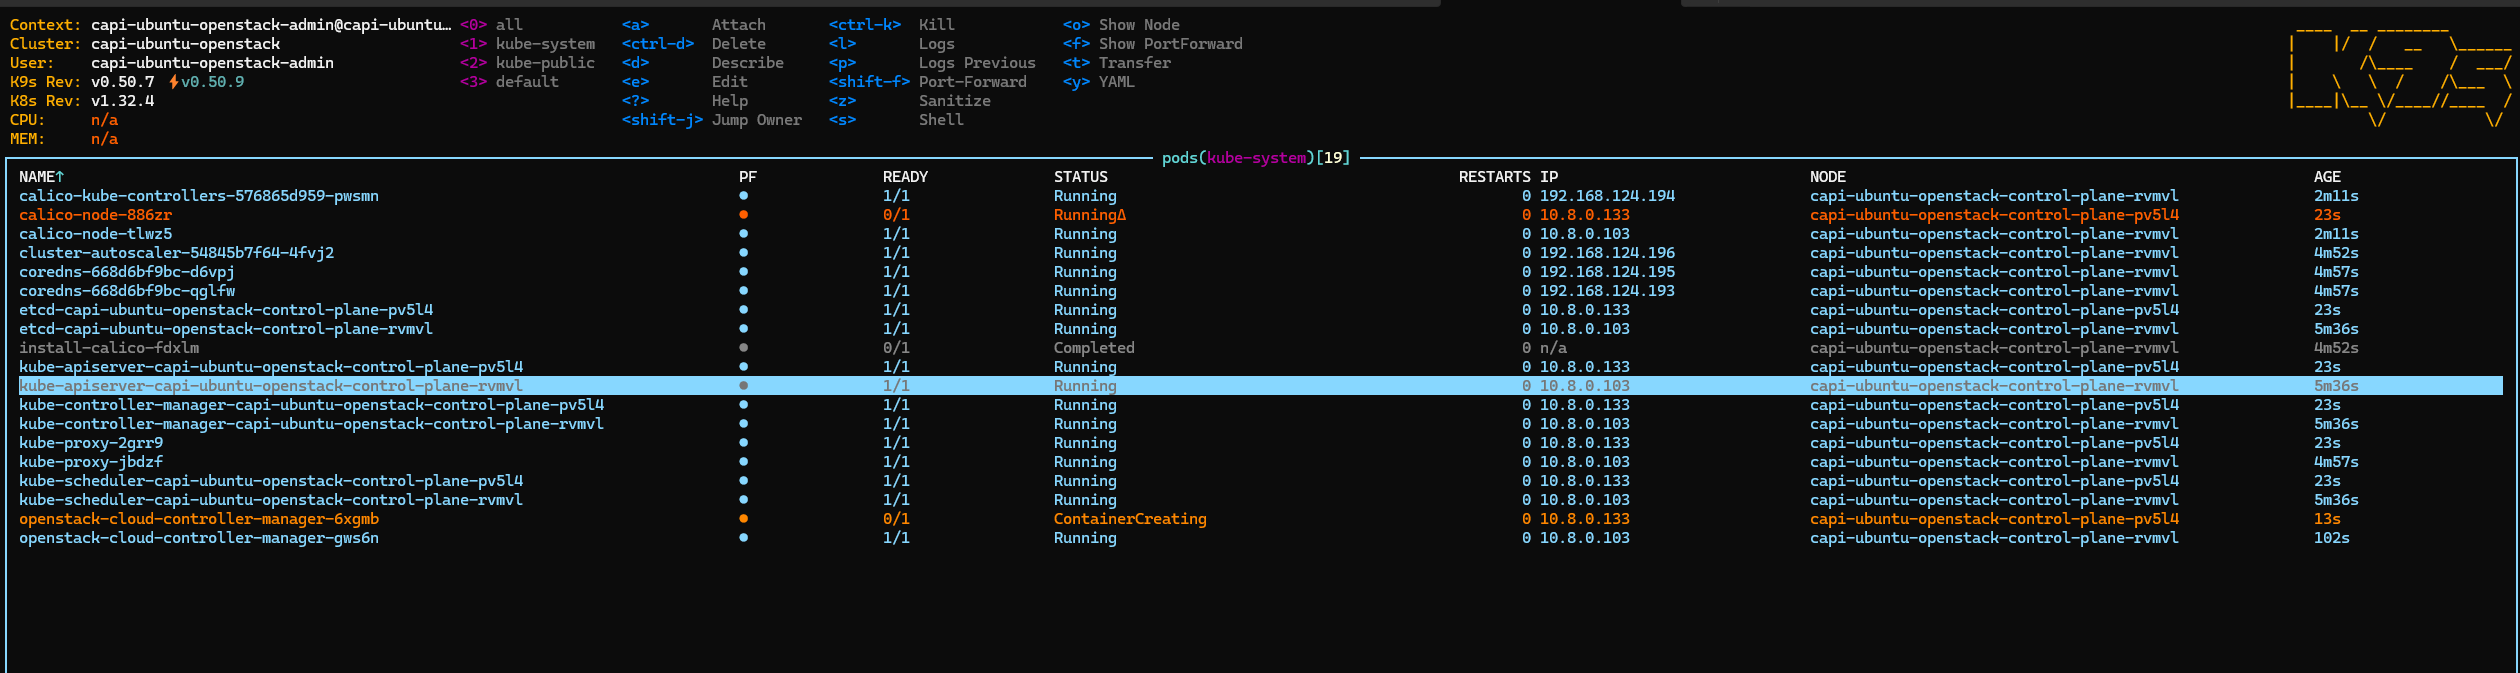 Context: capi-ubuntu-openstack-admin@capi-ubuntu… <0> all <a> Attach <ctrl-k> Kill <o> Show Node
Cluster: capi-ubuntu-openstack <1> kube-system <ctrl-d> Delete <l> Logs <f> Show PortForward
User: capi-ubuntu-openstack-admin <2> kube-public <d> Describe <p> Logs Previous <t> Transfer
K9s Rev: v0.50.7 ⚡v0.50.9 <3> default <e> Edit <shift-f> Port-Forward <y> YAML
K8s Rev: v1.32.4 <?> Help <z> Sanitize
CPU: n/a <shift-j> Jump Owner <s> Shell
MEM: n/a
pods(kube-system)[19]
NAME↑ PF READY STATUS RESTARTS IP NODE AGE
calico-kube-controllers-576865d959-pwsmn ● 1/1 Running 0 192.168.124.194 capi-ubuntu-openstack-control-plane-rvmvl 2m11s
calico-node-886zr ● 0/1 RunningΔ 0 10.8.0.133 capi-ubuntu-openstack-control-plane-pv5l4 23s
calico-node-tlwz5 ● 1/1 Running 0 10.8.0.103 capi-ubuntu-openstack-control-plane-rvmvl 2m11s
cluster-autoscaler-54845b7f64-4fvj2 ● 1/1 Running 0 192.168.124.196 capi-ubuntu-openstack-control-plane-rvmvl 4m52s
coredns-668d6bf9bc-d6vpj ● 1/1 Running 0 192.168.124.195 capi-ubuntu-openstack-control-plane-rvmvl 4m57s
coredns-668d6bf9bc-qglfw ● 1/1 Running 0 192.168.124.193 capi-ubuntu-openstack-control-plane-rvmvl 4m57s
etcd-capi-ubuntu-openstack-control-plane-pv5l4 ● 1/1 Running 0 10.8.0.133 capi-ubuntu-openstack-control-plane-pv5l4 23s
etcd-capi-ubuntu-openstack-control-plane-rvmvl ● 1/1 Running 0 10.8.0.103 capi-ubuntu-openstack-control-plane-rvmvl 5m36s
install-calico-fdxlm ● 0/1 Completed 0 n/a capi-ubuntu-openstack-control-plane-rvmvl 4m52s
kube-apiserver-capi-ubuntu-openstack-control-plane-pv5l4 ● 1/1 Running 0 10.8.0.133 capi-ubuntu-openstack-control-plane-pv5l4 23s
kube-apiserver-capi-ubuntu-openstack-control-plane-rvmvl ● 1/1 Running 0 10.8.0.103 capi-ubuntu-openstack-control-plane-rvmvl 5m36s
kube-controller-manager-capi-ubuntu-openstack-control-plane-pv5l4 ● 1/1 Running 0 10.8.0.133 capi-ubuntu-openstack-control-plane-pv5l4 23s
kube-controller-manager-capi-ubuntu-openstack-control-plane-rvmvl ● 1/1 Running 0 10.8.0.103 capi-ubuntu-openstack-control-plane-rvmvl 5m36s
kube-proxy-2grr9 ● 1/1 Running 0 10.8.0.133 capi-ubuntu-openstack-control-plane-pv5l4 23s
kube-proxy-jbdzf ● 1/1 Running 0 10.8.0.103 capi-ubuntu-openstack-control-plane-rvmvl 4m57s
kube-scheduler-capi-ubuntu-openstack-control-plane-pv5l4 ● 1/1 Running 0 10.8.0.133 capi-ubuntu-openstack-control-plane-pv5l4 23s
kube-scheduler-capi-ubuntu-openstack-control-plane-rvmvl ● 1/1 Running 0 10.8.0.103 capi-ubuntu-openstack-control-plane-rvmvl 5m36s
openstack-cloud-controller-manager-6xgmb ● 0/1 ContainerCreating 0 10.8.0.133 capi-ubuntu-openstack-control-plane-pv5l4 13s
openstack-cloud-controller-manager-gws6n ● 1/1 Running 0 10.8.0.103 capi-ubuntu-openstack-control-plane-rvmvl 102s